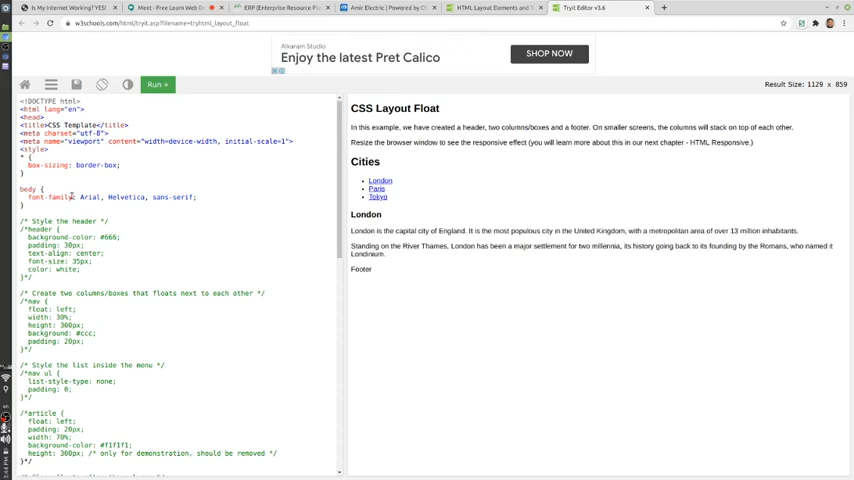 Is My Internet Working?
Meet - Free Learn Web De
ERP (Enterprise Resource Pl
Amir Electric | Powered by O
HTML Layout Elements and T
Tryit Editor v3.6
w3schools.com/html/tryit.asp?filename=tryhtml_layout_float
Alkaram Studio
Enjoy the latest Pret Calico
SHOP NOW
Run »
Result Size: 1129 x 859
<!DOCTYPE html>
<html lang="en">
<head>
<title>CSS Template</title>
<meta charset="utf-8">
<meta name="viewport" content="width=device-width, initial-scale=1">
<style>
* {
box-sizing: border-box;
}
body {
font-family: Arial, Helvetica, sans-serif;
}
/* Style the header */
/*header {
background-color: #666;
padding: 30px;
text-align: center;
font-size: 35px;
color: white;
}*/
/* Create two columns/boxes that floats next to each other */
/*nav {
float: left;
width: 30%;
height: 300px;
background: #ccc;
padding: 20px;
}*/
/* Style the list inside the menu */
/*nav ul {
list-style-type: none;
padding: 0;
}*/
/*article {
float: left;
padding: 20px;
width: 70%;
background-color: #f1f1f1;
height: 300px; /* only for demonstration, should be removed */
}*/
CSS Layout Float
In this example, we have created a header, two columns/boxes and a footer. On smaller screens, the columns will stack on top of each other.
Resize the browser window to see the responsive effect (you will learn more about this in our next chapter - HTML Responsive.)
Cities
• London
• Paris
• Tokyo
London
London is the capital city of England. It is the most populous city in the United Kingdom, with a metropolitan area of over 13 million inhabitants.
Standing on the River Thames, London has been a major settlement for two millennia, its history going back to its founding by the Romans, who named it
Londinium.
Footer
3:44 PM